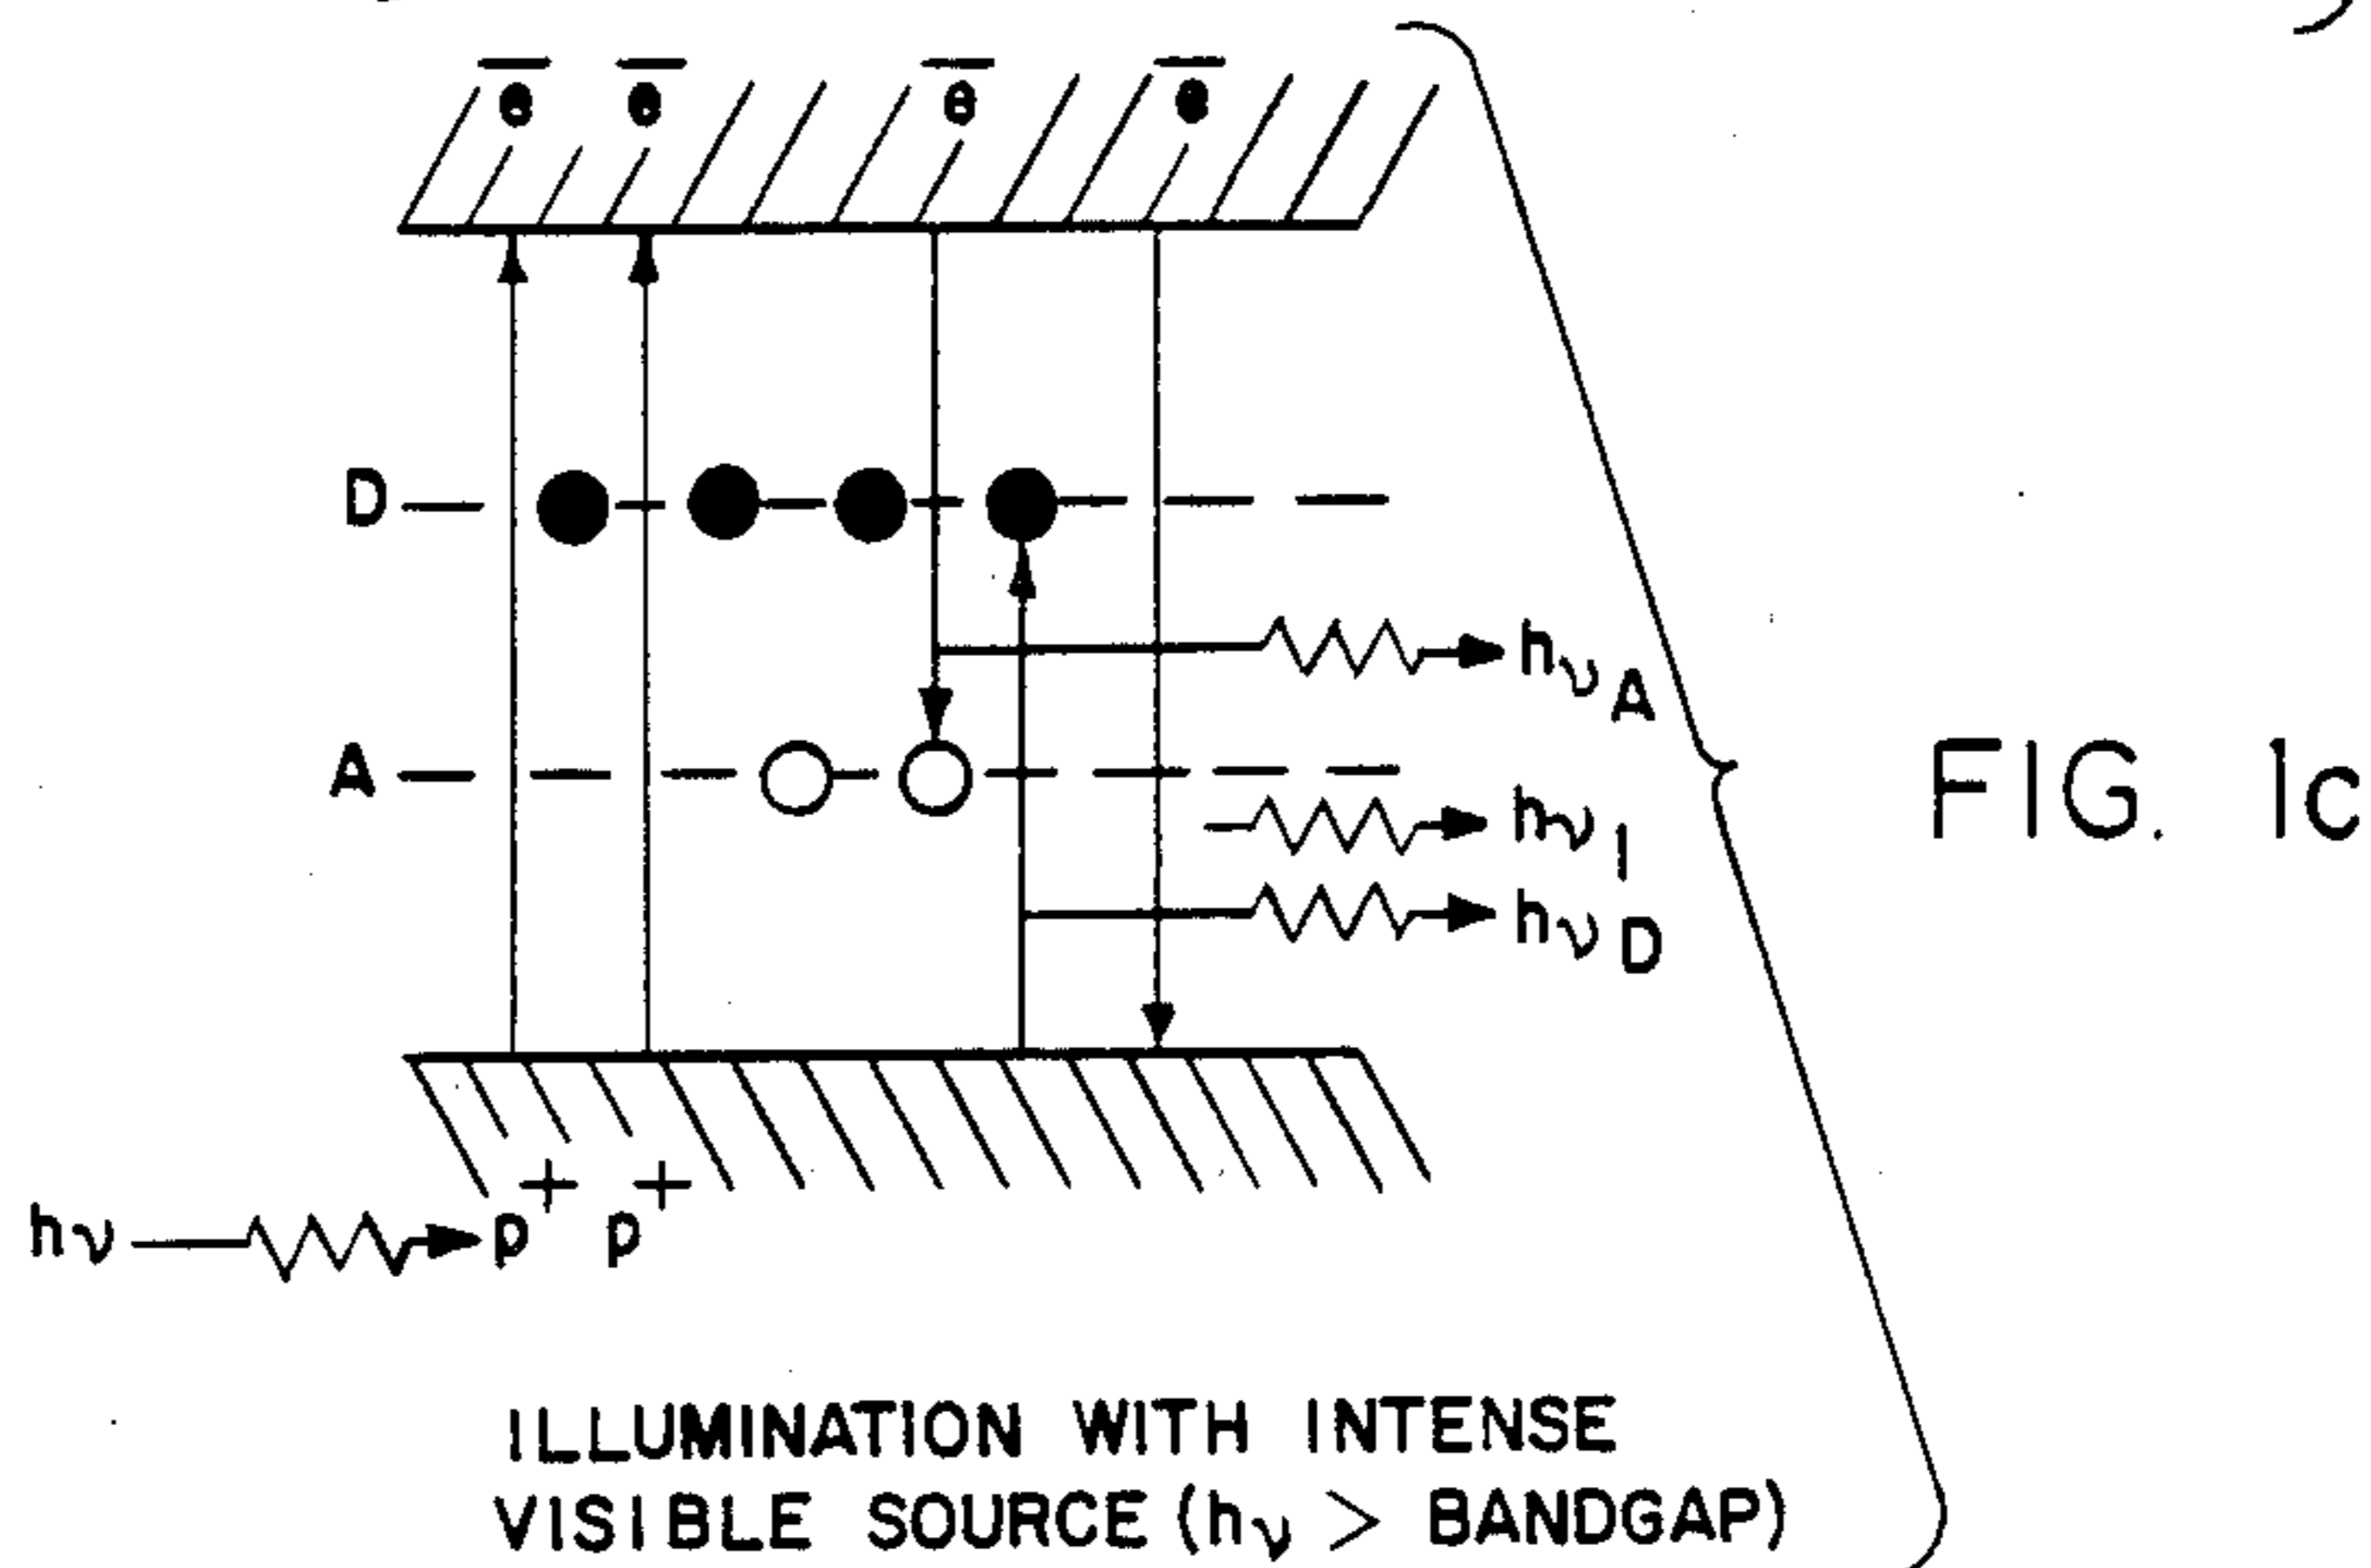 e̅ e̅ e̅ e̅
D
hνA
A
hν1
hνD
FIG. 1c
hν
p+ p+
ILLUMINATION WITH INTENSE
VISIBLE SOURCE (hν > BANDGAP)